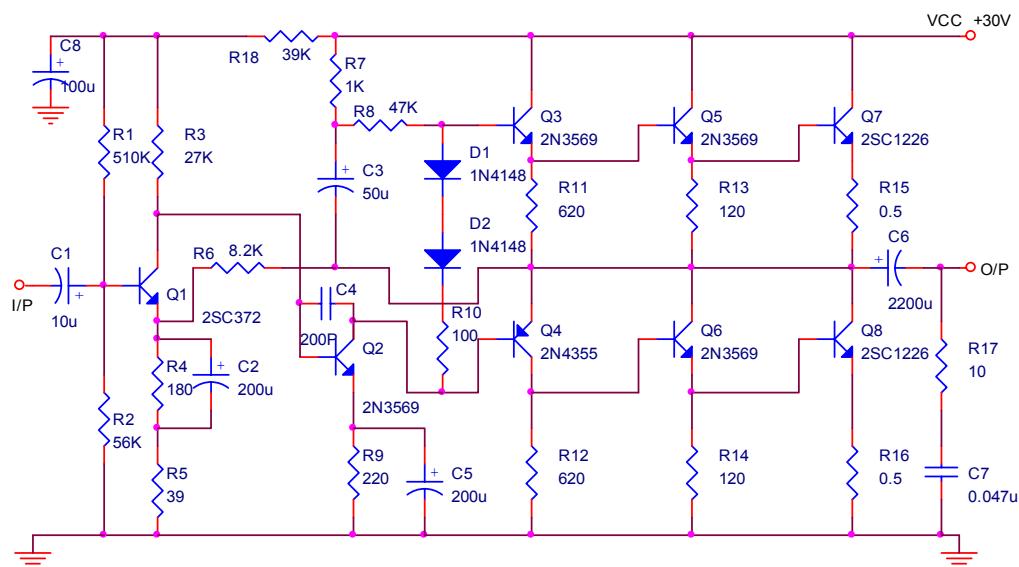 VCC +30V
C8
100u
R18
39K
R7
1K
R8
47K
R1
510K
R3
27K
Q3
2N3569
Q5
2N3569
Q7
2SC1226
D1
1N4148
C3
50u
R11
620
R13
120
R15
0.5
D2
1N4148
C1
10u
I/P
R6
8.2K
C6
2200u
O/P
Q1
2SC372
C4
200P
R10
100
Q4
2N4355
Q6
2N3569
Q8
2SC1226
Q2
2N3569
R17
10
R4
180
C2
200u
R2
56K
R5
39
R9
220
C5
200u
R12
620
R14
120
R16
0.5
C7
0.047u